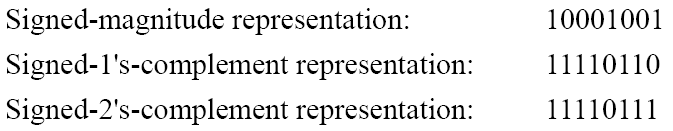 Signed-magnitude representation: 10001001
Signed-1's-complement representation: 11110110
Signed-2's-complement representation: 11110111